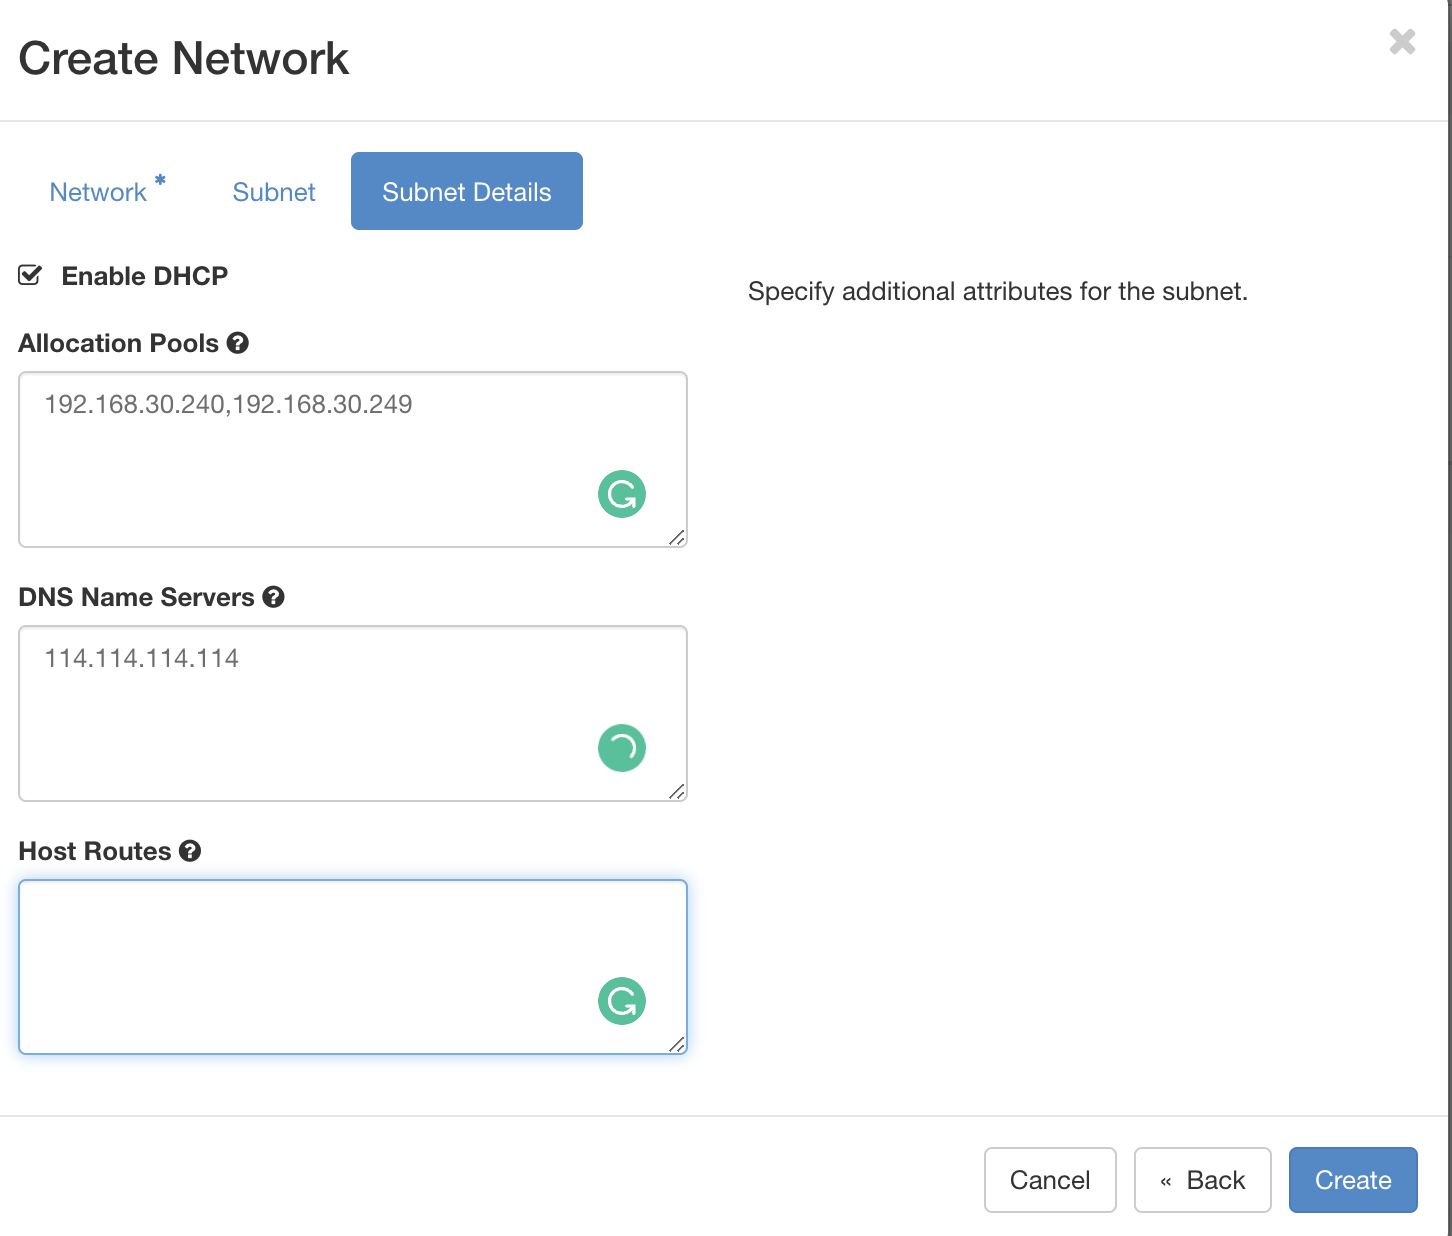 Create Network
Network *
Subnet
Subnet Details
Enable DHCP
Specify additional attributes for the subnet.
Allocation Pools
192.168.30.240,192.168.30.249
DNS Name Servers
114.114.114.114
Host Routes
Cancel
« Back
Create